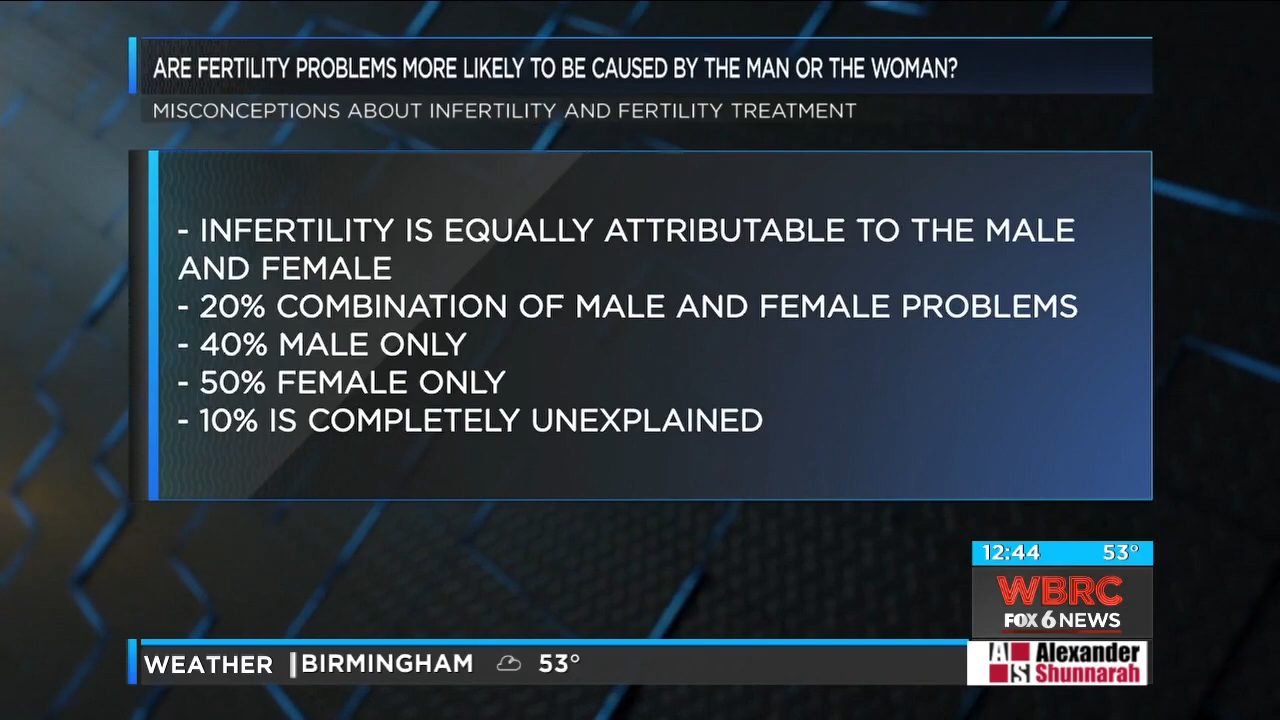 ARE FERTILITY PROBLEMS MORE LIKELY TO BE CAUSED BY THE MAN OR THE WOMAN?
MISCONCEPTIONS ABOUT INFERTILITY AND FERTILITY TREATMENT
- INFERTILITY IS EQUALLY ATTRIBUTABLE TO THE MALE
AND FEMALE
- 20% COMBINATION OF MALE AND FEMALE PROBLEMS
- 40% MALE ONLY
- 50% FEMALE ONLY
- 10% IS COMPLETELY UNEXPLAINED
12:44 53°
WBRC
FOX 6 NEWS
WEATHER BIRMINGHAM 53°
A S Alexander
Shunnarah